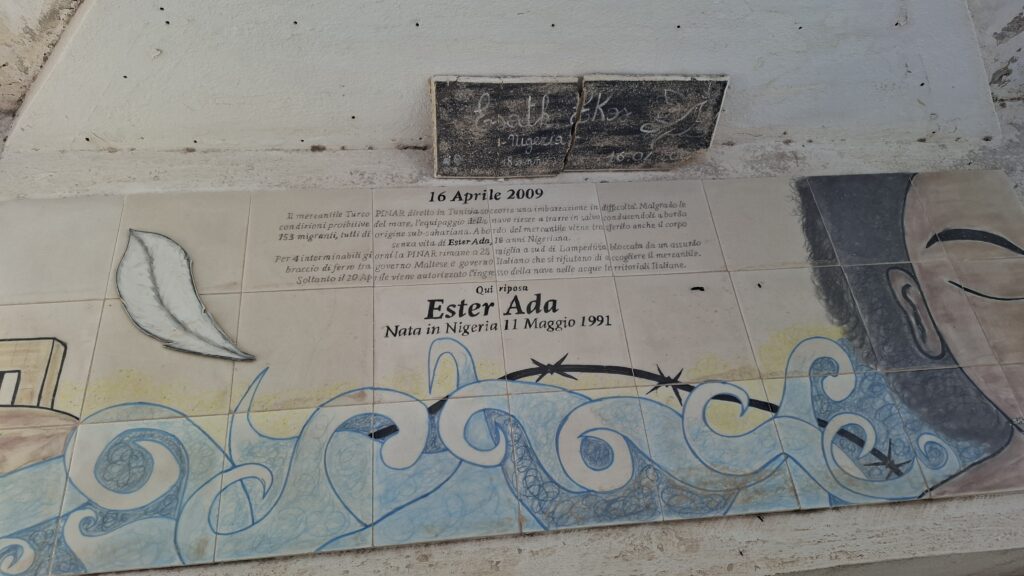 Nigeria
16 Aprile 2009
Il mercantile Turco PINAR diretto in Tunisia soccorre una imbarcazione in difficoltà. Malgrado le
condizioni proibitive del mare, l'equipaggio della nave riesce a trarre in salvo conducendoli a bordo
153 migranti, tutti di origine sub-sahariana. A bordo del mercantile viene trasferito anche il corpo
senza vita di Ester Ada, 18 anni Nigeriana.
Per 4 interminabili giorni la PINAR rimane a 25 miglia a sud di Lampedusa, bloccata da un assurdo
braccio di ferro tra governo Maltese e governo Italiano che si rifiutano di accogliere il mercantile.
Soltanto il 20 Aprile viene autorizzato l'ingresso della nave nelle acque territoriali Italiane.
Qui riposa
Ester Ada
Nata in Nigeria 11 Maggio 1991